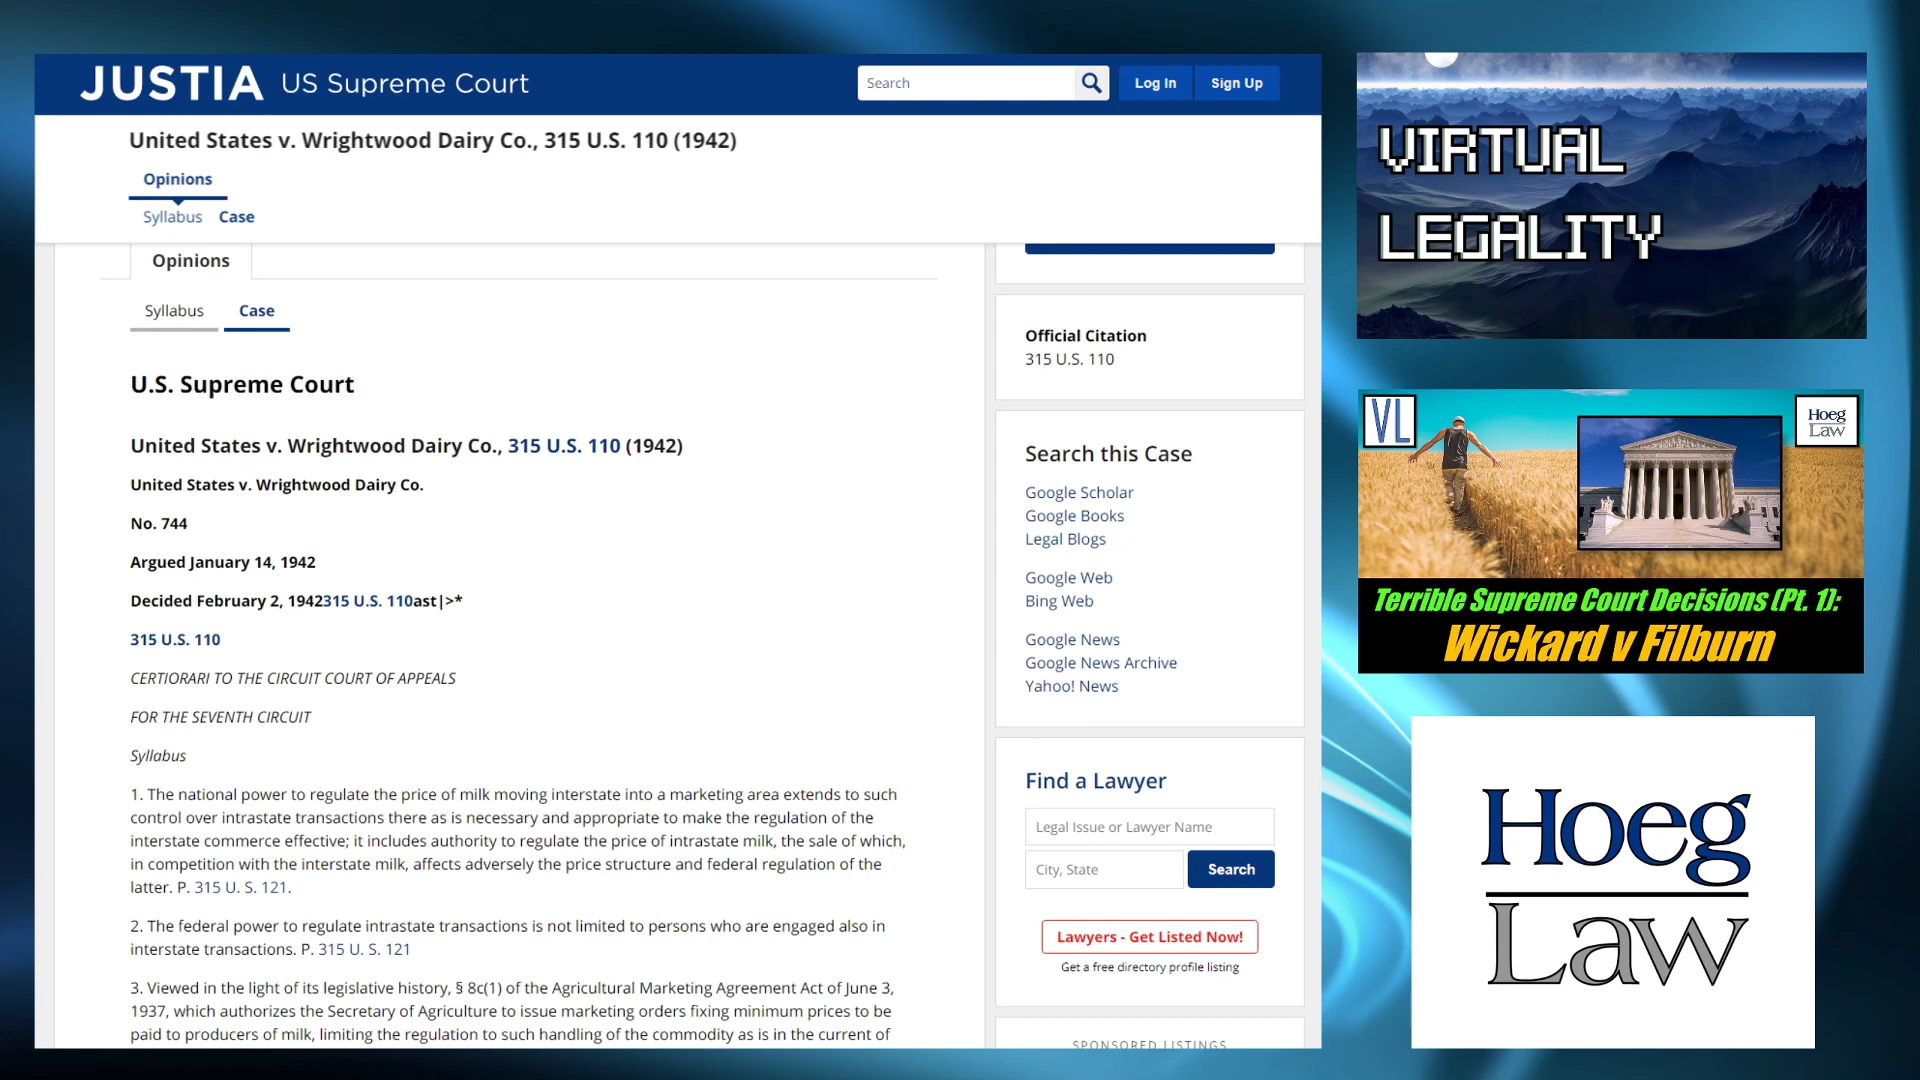 JUSTIA US Supreme Court
Search
Log In
Sign Up
United States v. Wrightwood Dairy Co., 315 U.S. 110 (1942)
Opinions
Syllabus Case
Opinions
Syllabus Case
U.S. Supreme Court
United States v. Wrightwood Dairy Co., 315 U.S. 110 (1942)
United States v. Wrightwood Dairy Co.
No. 744
Argued January 14, 1942
Decided February 2, 1942315 U.S. 110ast|>*
315 U.S. 110
CERTIORARI TO THE CIRCUIT COURT OF APPEALS
FOR THE SEVENTH CIRCUIT
Syllabus
1. The national power to regulate the price of milk moving interstate into a marketing area extends to such
control over intrastate transactions there as is necessary and appropriate to make the regulation of the
interstate commerce effective; it includes authority to regulate the price of intrastate milk, the sale of which,
in competition with the interstate milk, affects adversely the price structure and federal regulation of the
latter. P. 315 U. S. 121.
2. The federal power to regulate intrastate transactions is not limited to persons who are engaged also in
interstate transactions. P. 315 U. S. 121
3. Viewed in the light of its legislative history, § 8c(1) of the Agricultural Marketing Agreement Act of June 3,
1937, which authorizes the Secretary of Agriculture to issue marketing orders fixing minimum prices to be
paid to producers of milk, limiting the regulation to such handling of the commodity as is in the current of
Official Citation
315 U.S. 110
Search this Case
Google Scholar
Google Books
Legal Blogs
Google Web
Bing Web
Google News
Google News Archive
Yahoo! News
Find a Lawyer
Legal Issue or Lawyer Name
City, State
Search
Lawyers - Get Listed Now!
Get a free directory profile listing
SPONSORED LISTINGS
VIRTUAL
LEGALITY
VL
Hoeg
Law
Terrible Supreme Court Decisions (Pt. 1):
Wickard v Filburn
Hoeg
Law